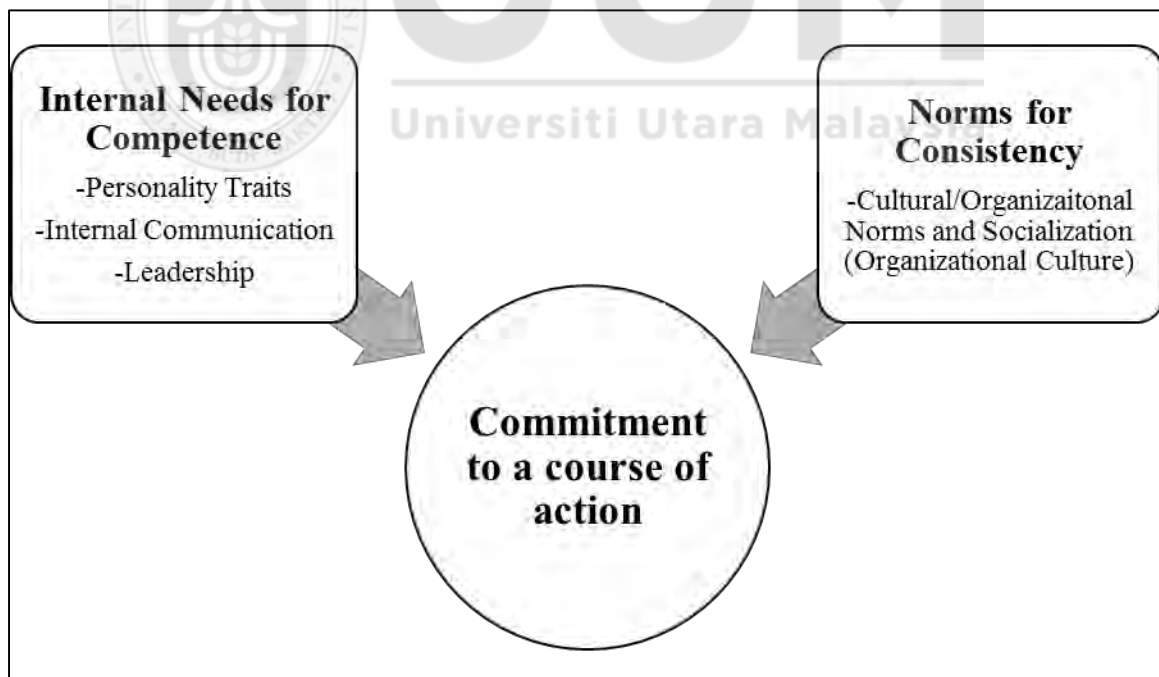 UUM
Universiti Utara Malaysia
Internal Needs for
Competence
-Personality Traits
-Internal Communication
-Leadership
Norms for
Consistency
-Cultural/Organizaitonal
Norms and Socialization
(Organizational Culture)
Commitment
to a course of
action